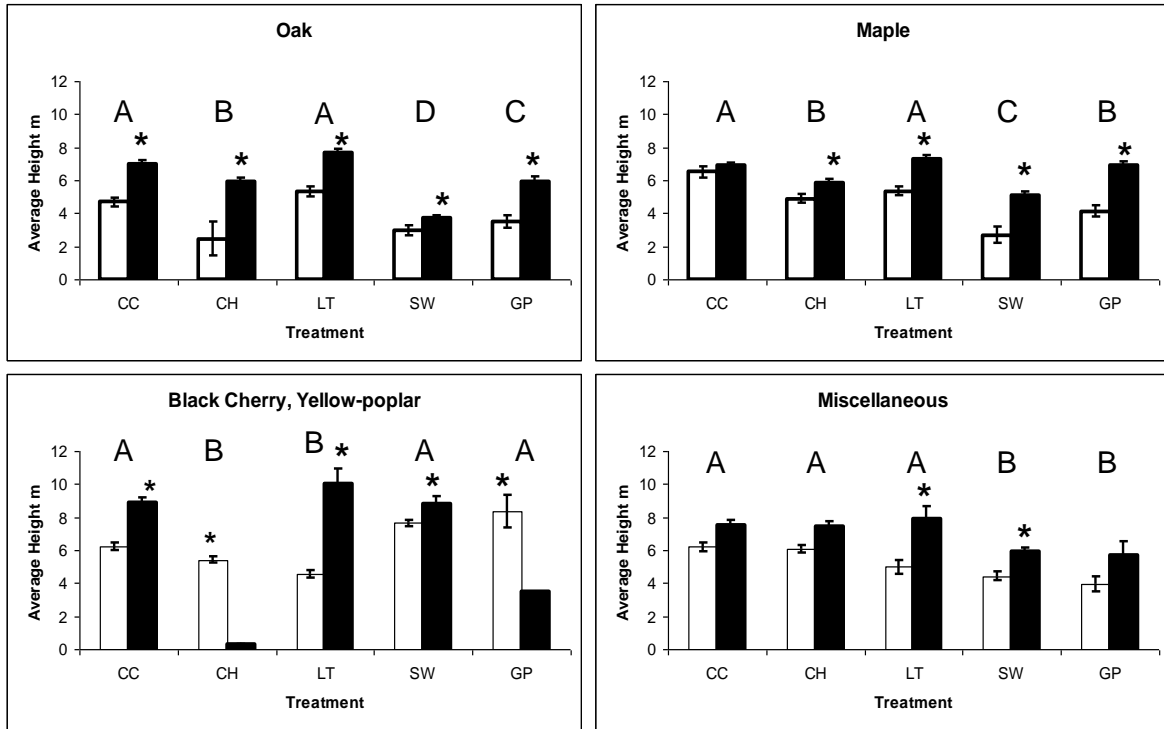 Oak
Average Height m
12
10
8
6
4
2
0
A B A D C
* * * * *
CC CH LT SW GP
Treatment
Maple
Average Height m
12
10
8
6
4
2
0
A B A C B
* * * *
CC CH LT SW GP
Treatment
Black Cherry, Yellow-poplar
Average Height m
12
10
8
6
4
2
0
A B B A A
* * * * *
CC CH LT SW GP
Treatment
Miscellaneous
Average Height m
12
10
8
6
4
2
0
A A A B B
* *
CC CH LT SW GP
Treatment